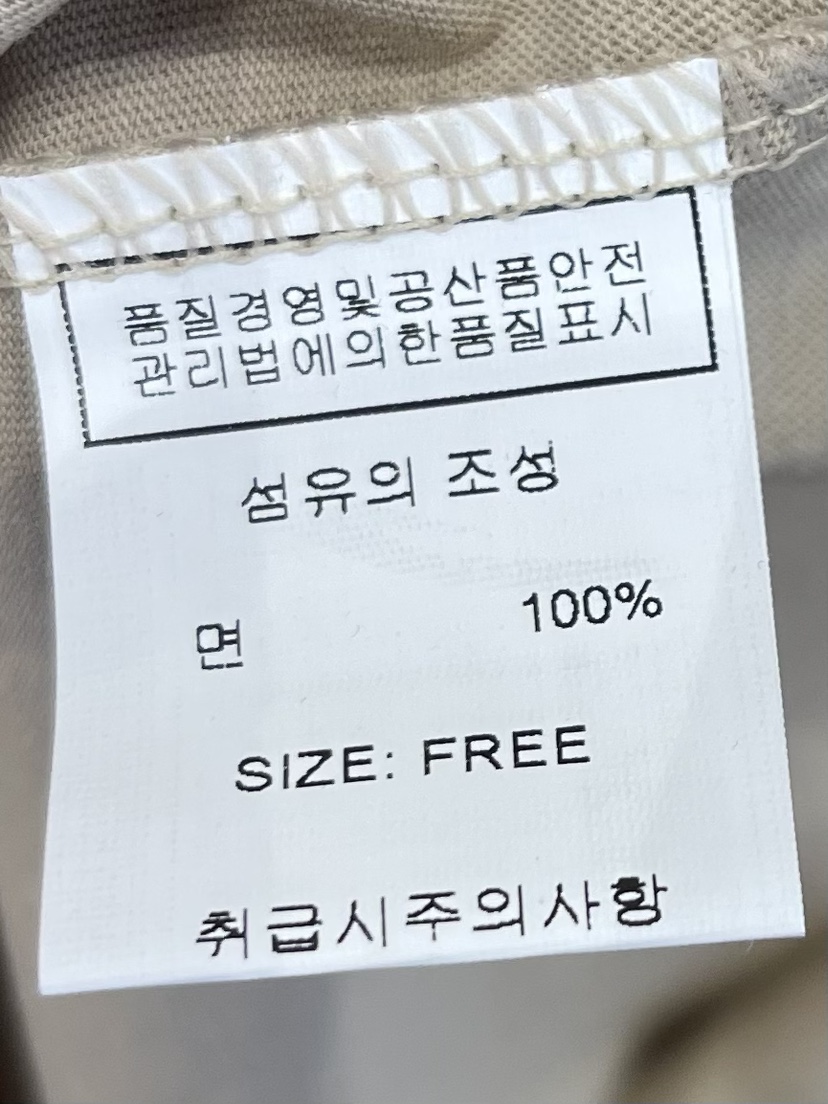 품질경영및공산품안전
관리법에의한품질표시
섬유의 조성
면 100%
SIZE: FREE
취급시주의사항